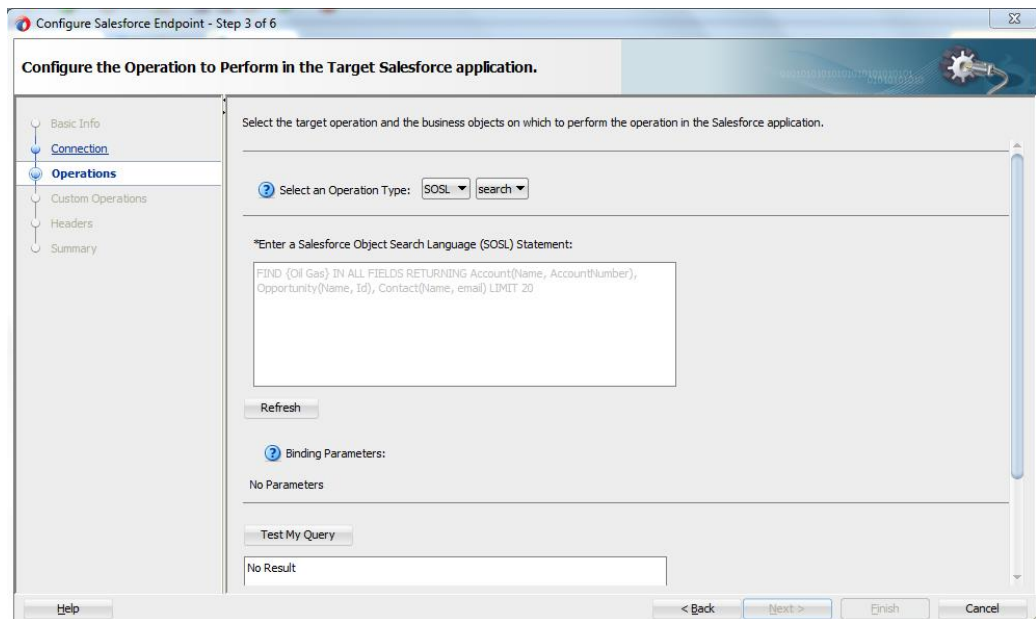 Configure Salesforce Endpoint - Step 3 of 6
Configure the Operation to Perform in the Target Salesforce application.
Basic Info
Connection
Operations
Custom Operations
Headers
Summary
Select the target operation and the business objects on which to perform the operation in the Salesforce application.
Select an Operation Type: SOSL search
*Enter a Salesforce Object Search Language (SOSL) Statement:
FIND {Oil Gas} IN ALL FIELDS RETURNING Account(Name, AccountNumber),
Opportunity(Name, Id), Contact(Name, email) LIMIT 20
Refresh
Binding Parameters:
No Parameters
Test My Query
No Result
Help
< Back
Next >
Finish
Cancel